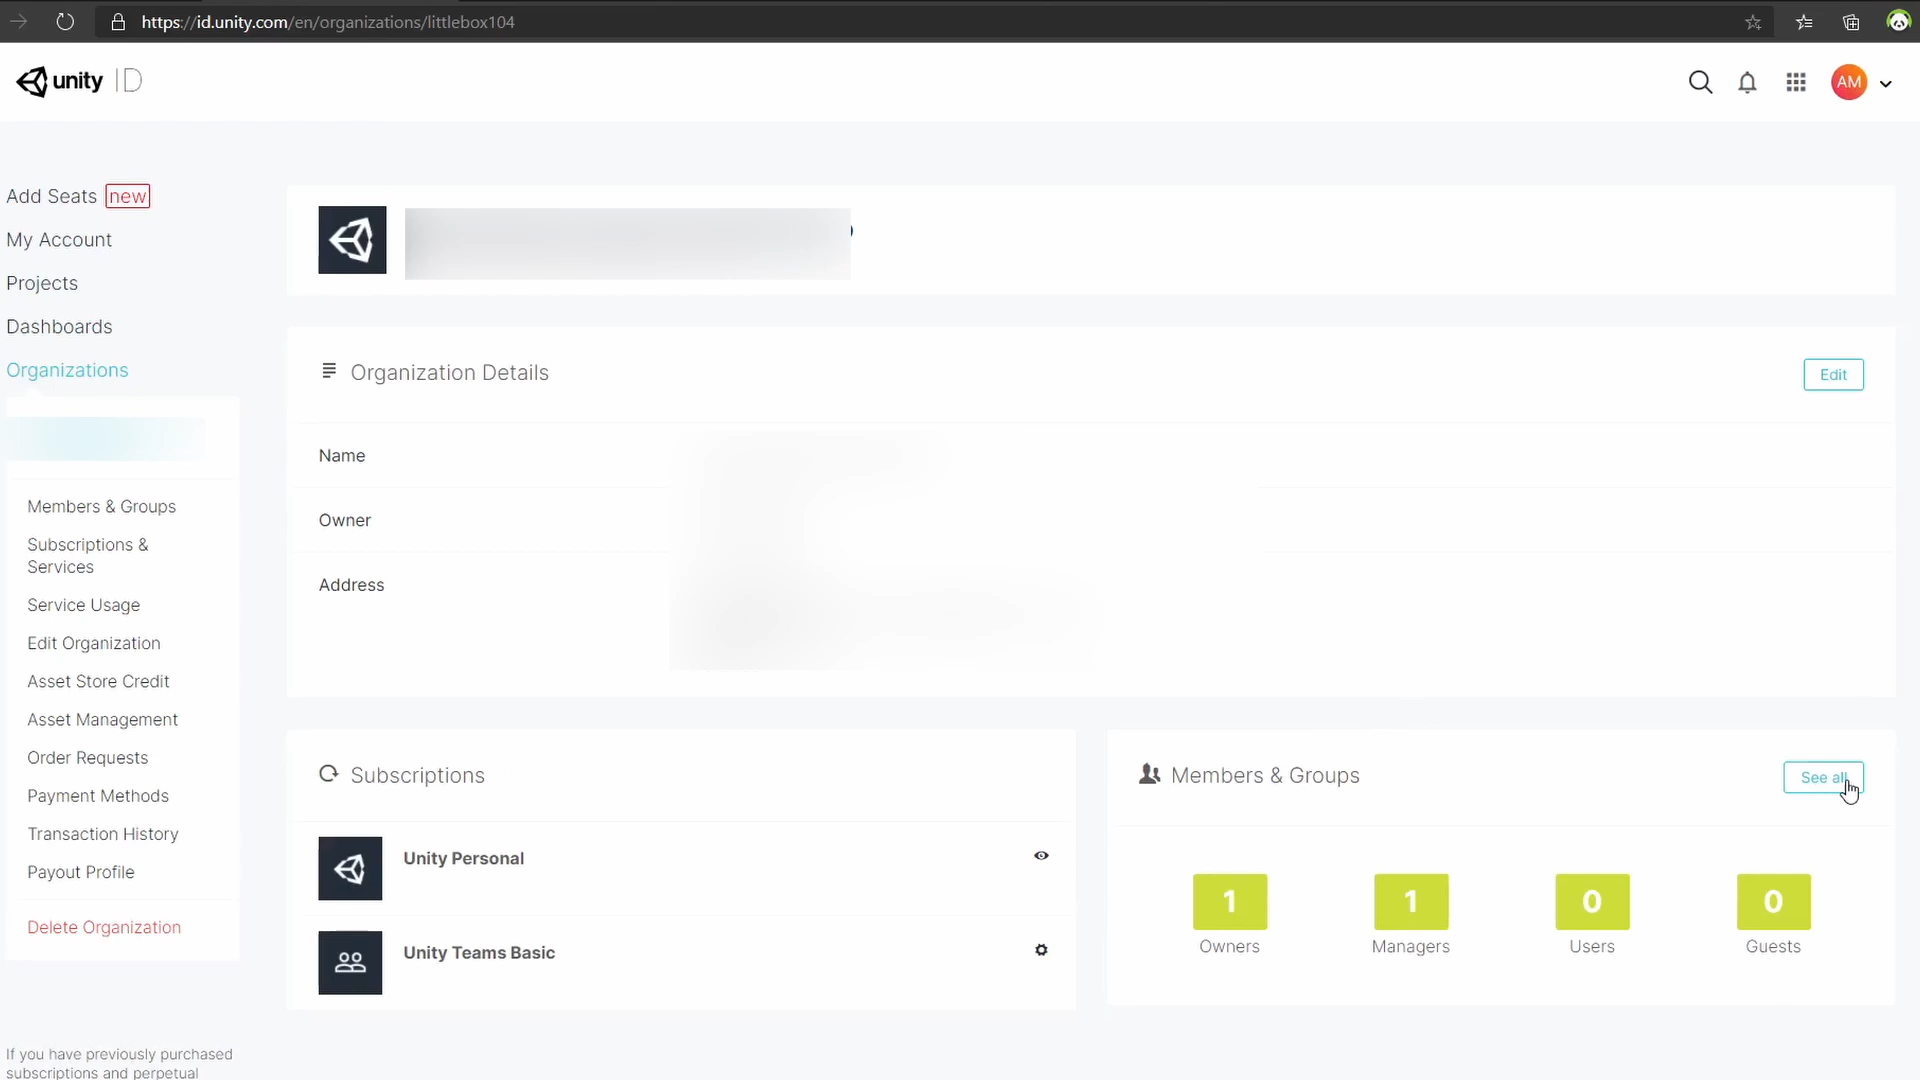 https://id.unity.com/en/organizations/littlebox104
unity ID
AM
Add Seats new
My Account
Projects
Dashboards
Organizations
Members & Groups
Subscriptions &
Services
Service Usage
Edit Organization
Asset Store Credit
Asset Management
Order Requests
Payment Methods
Transaction History
Payout Profile
Delete Organization
If you have previously purchased
subscriptions and perpetual
Organization Details
Edit
Name
Owner
Address
Subscriptions
Unity Personal
Unity Teams Basic
Members & Groups
See all
1
Owners
1
Managers
0
Users
0
Guests